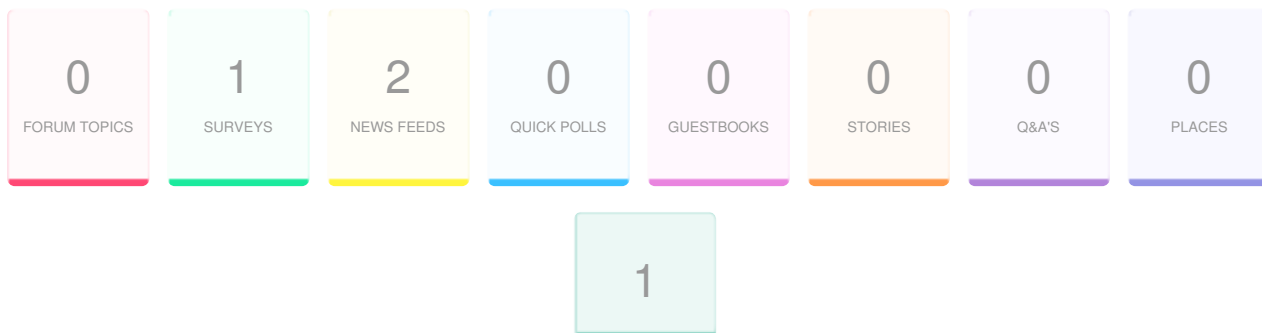 0 1 2 0 0 0 0 0
FORUM TOPICS SURVEYS NEWS FEEDS QUICK POLLS GUESTBOOKS STORIES Q&A'S PLACES
1